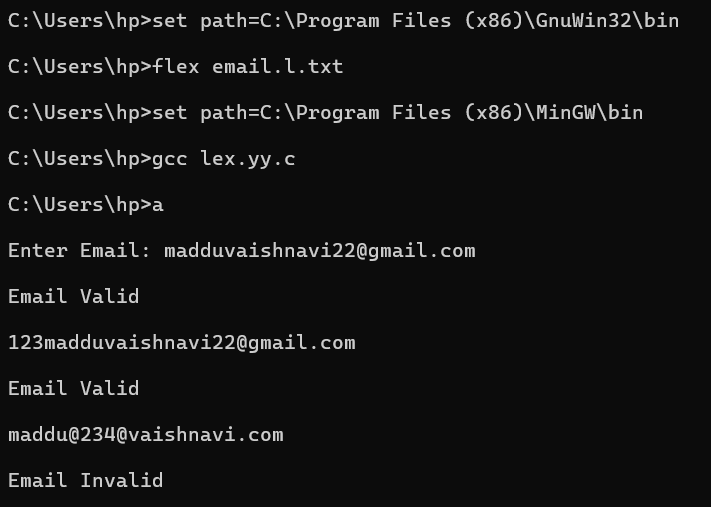 C:\Users\hp>set path=C:\Program Files (x86)\GnuWin32\bin
C:\Users\hp>flex email.l.txt
C:\Users\hp>set path=C:\Program Files (x86)\MinGW\bin
C:\Users\hp>gcc lex.yy.c
C:\Users\hp>a
Enter Email: madduvaishnavi22@gmail.com
Email Valid
123madduvaishnavi22@gmail.com
Email Valid
maddu@234@vaishnavi.com
Email Invalid